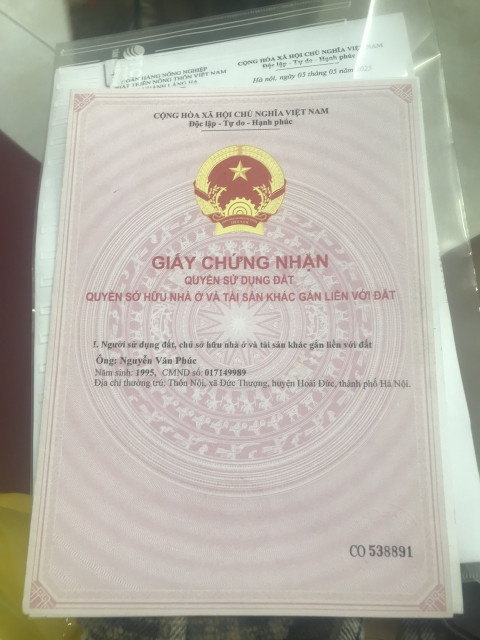 HÀNG NÔNG NGHIỆP
PHÁT TRIỂN NÔNG THÔN VIỆT NAM
CỘNG HÒA XÃ HỘI CHỦ NGHĨA VIỆT NAM
Độc lập - Tự do - Hạnh phúc
Hà Nội, ngày 05 tháng 05 năm
CỘNG HÒA XÃ HỘI CHỦ NGHĨA VIỆT NAM
Độc lập - Tự do - Hạnh phúc
GIẤY CHỨNG NHẬN
QUYỀN SỬ DỤNG ĐẤT
QUYỀN SỞ HỮU NHÀ Ở VÀ TÀI SẢN KHÁC GẮN LIỀN VỚI ĐẤT
I. Người sử dụng đất, chủ sở hữu nhà ở và tài sản khác gắn liền với đất
Ông: Nguyễn Văn Phúc
Năm sinh: 1995, CMND số: 017149989
Địa chỉ thường trú: Thôn Nội, xã Đức Thượng, huyện Hoài Đức, thành phố Hà Nội.
CO 538891